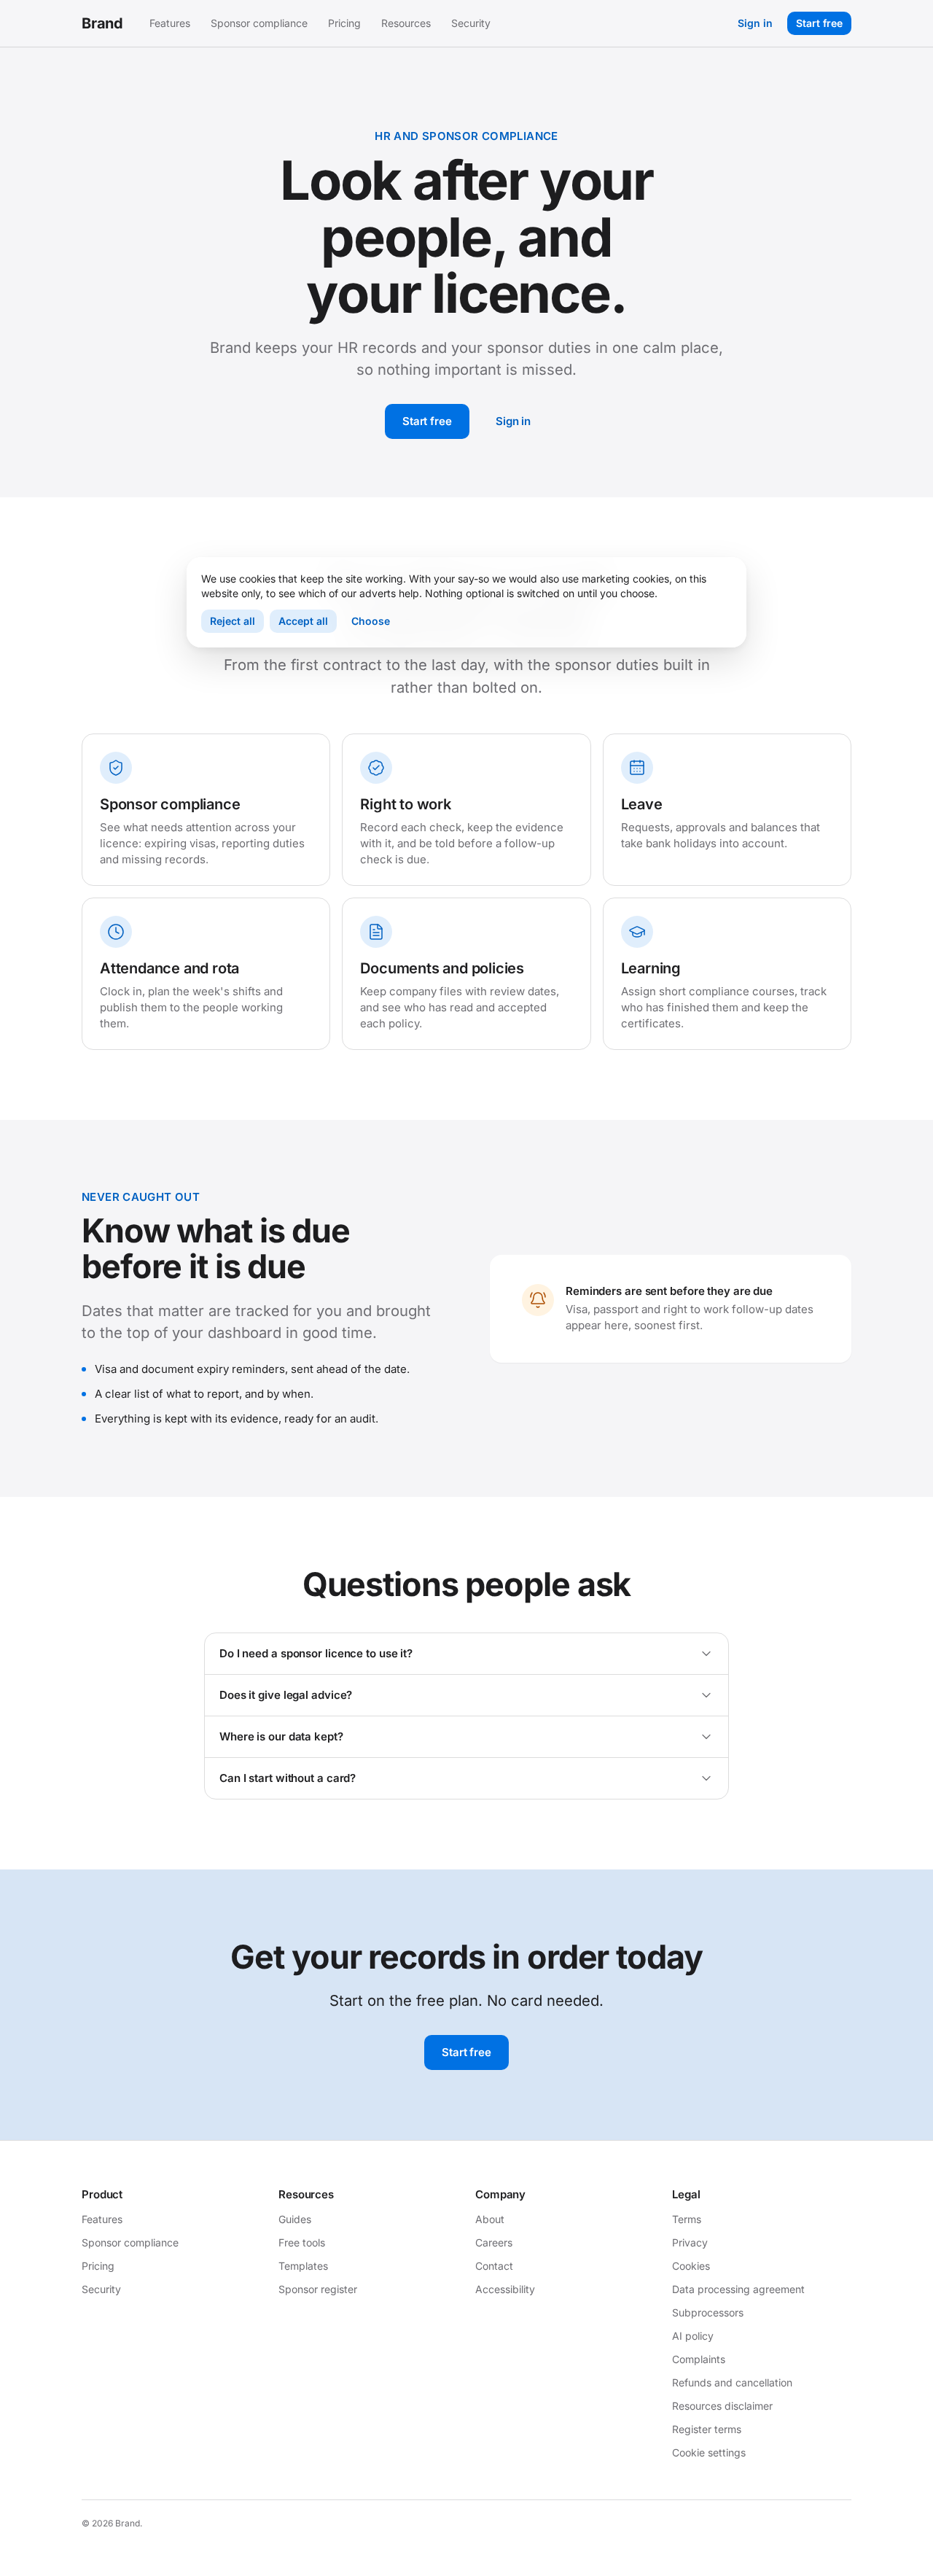 Brand
Features
Sponsor compliance
Pricing
Resources
Security
Sign in
Start free
HR AND SPONSOR COMPLIANCE
Look after your
people, and
your licence.
Brand keeps your HR records and your sponsor duties in one calm place,
so nothing important is missed.
Start free
Sign in
We use cookies that keep the site working. With your say-so we would also use marketing cookies, on this
website only, to see which of our adverts help. Nothing optional is switched on until you choose.
Reject all
Accept all
Choose
From the first contract to the last day, with the sponsor duties built in
rather than bolted on.
Sponsor compliance
See what needs attention across your
licence: expiring visas, reporting duties
and missing records.
Right to work
Record each check, keep the evidence
with it, and be told before a follow-up
check is due.
Leave
Requests, approvals and balances that
take bank holidays into account.
Attendance and rota
Clock in, plan the week's shifts and
publish them to the people working
them.
Documents and policies
Keep company files with review dates,
and see who has read and accepted
each policy.
Learning
Assign short compliance courses, track
who has finished them and keep the
certificates.
NEVER CAUGHT OUT
Know what is due
before it is due
Dates that matter are tracked for you and brought
to the top of your dashboard in good time.
Visa and document expiry reminders, sent ahead of the date.
A clear list of what to report, and by when.
Everything is kept with its evidence, ready for an audit.
Reminders are sent before they are due
Visa, passport and right to work follow-up dates
appear here, soonest first.
Questions people ask
Do I need a sponsor licence to use it?
Does it give legal advice?
Where is our data kept?
Can I start without a card?
Get your records in order today
Start on the free plan. No card needed.
Start free
Product
Features
Sponsor compliance
Pricing
Security
Resources
Guides
Free tools
Templates
Sponsor register
Company
About
Careers
Contact
Accessibility
Legal
Terms
Privacy
Cookies
Data processing agreement
Subprocessors
AI policy
Complaints
Refunds and cancellation
Resources disclaimer
Register terms
Cookie settings
© 2026 Brand.